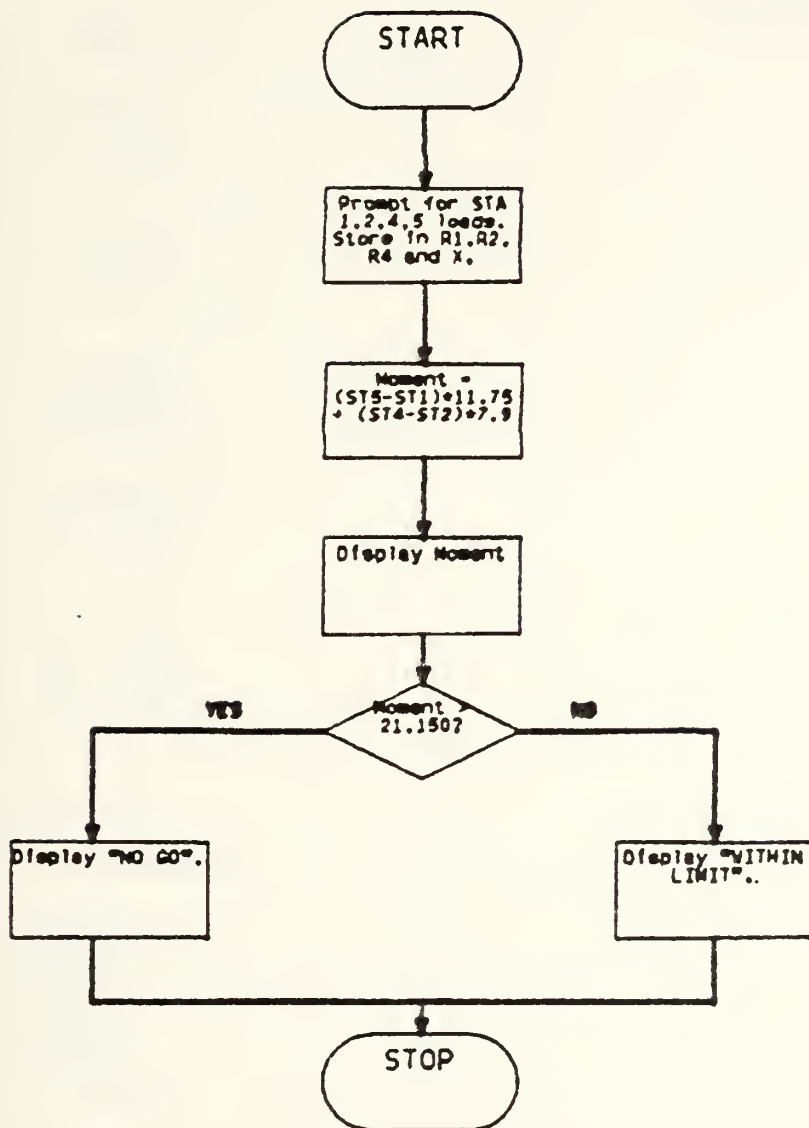 START
Prompt for STA
1,2,4,5 loads.
Store in R1,R2,
R4 and X.
Moment =
(ST5-ST1)*11.75
+ (ST4-ST2)*7.9
Display Moment
Moment >
21,150?
YES
NO
Display "NO GO".
Display "WITHIN
LIMIT".
STOP